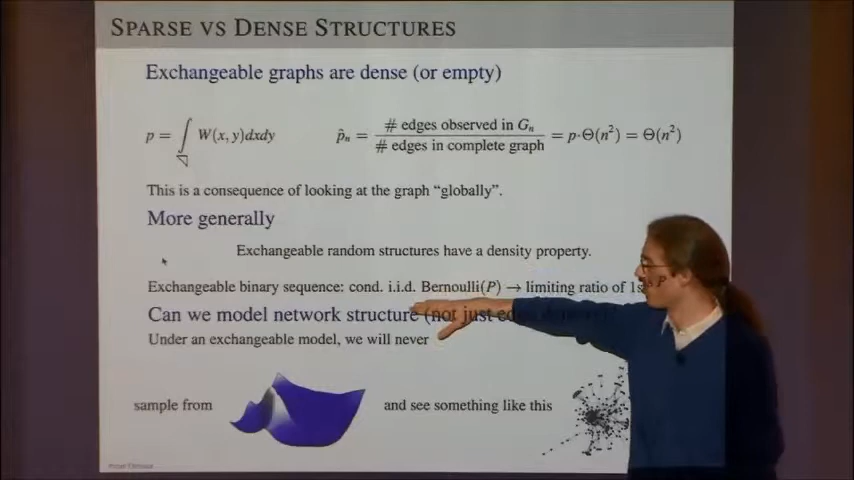 SPARSE VS DENSE STRUCTURES
Exchangeable graphs are dense (or empty)
p = ∫ W(x, y)dxdy    p̂ₙ = # edges observed in Gₙ / # edges in complete graph = p·Θ(n²) = Θ(n²)
This is a consequence of looking at the graph “globally”.
More generally
Exchangeable random structures have a density property.
Exchangeable binary sequence: cond. i.i.d. Bernoulli(P) → limiting ratio of 1s
Can we model network structure (not just
Under an exchangeable model, we will never
sample from    and see something like this